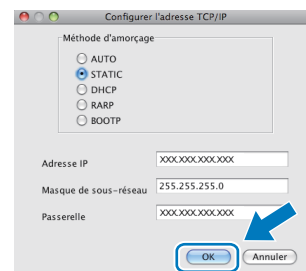 Configurer l'adresse TCP/IP
Méthode d'amorçage
AUTO
STATIC
DHCP
RARP
BOOTP
Adresse IP XXX.XXX.XXX.XXX
Masque de sous-réseau 255.255.255.0
Passerelle XXX.XXX.XXX.XXX
OK Annuler